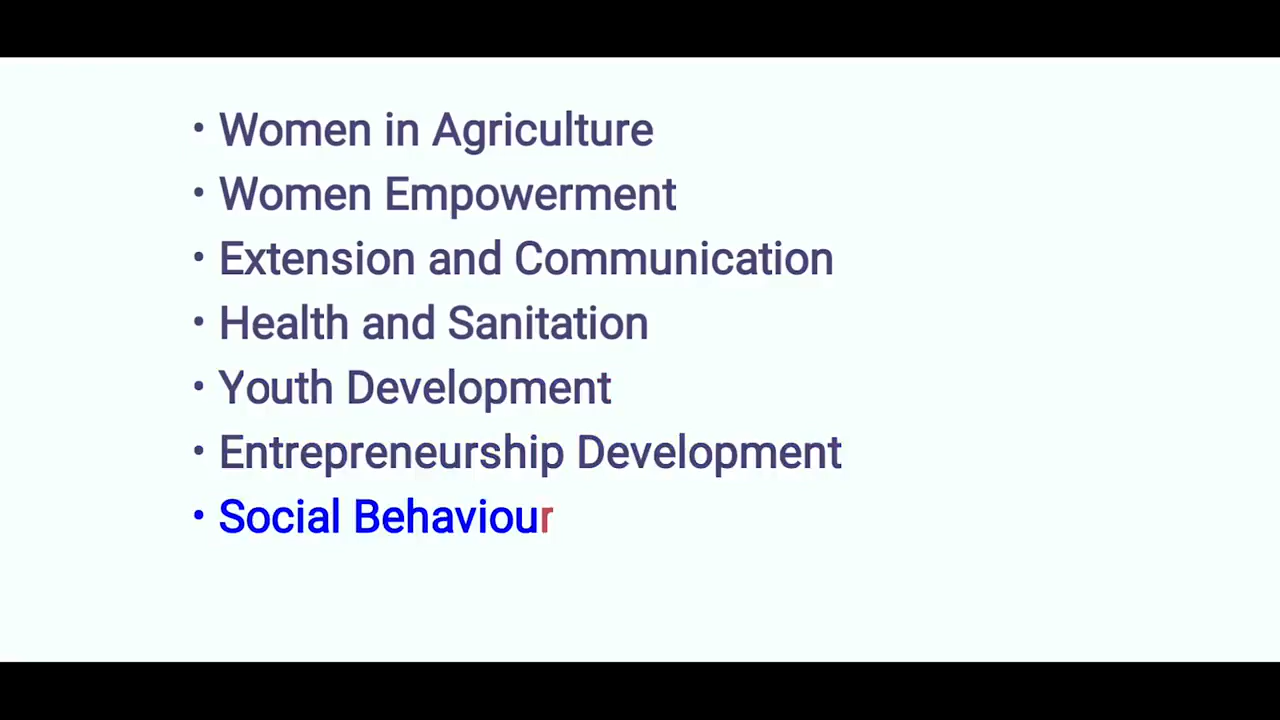 • Women in Agriculture
• Women Empowerment
• Extension and Communication
• Health and Sanitation
• Youth Development
• Entrepreneurship Development
• Social Behaviour